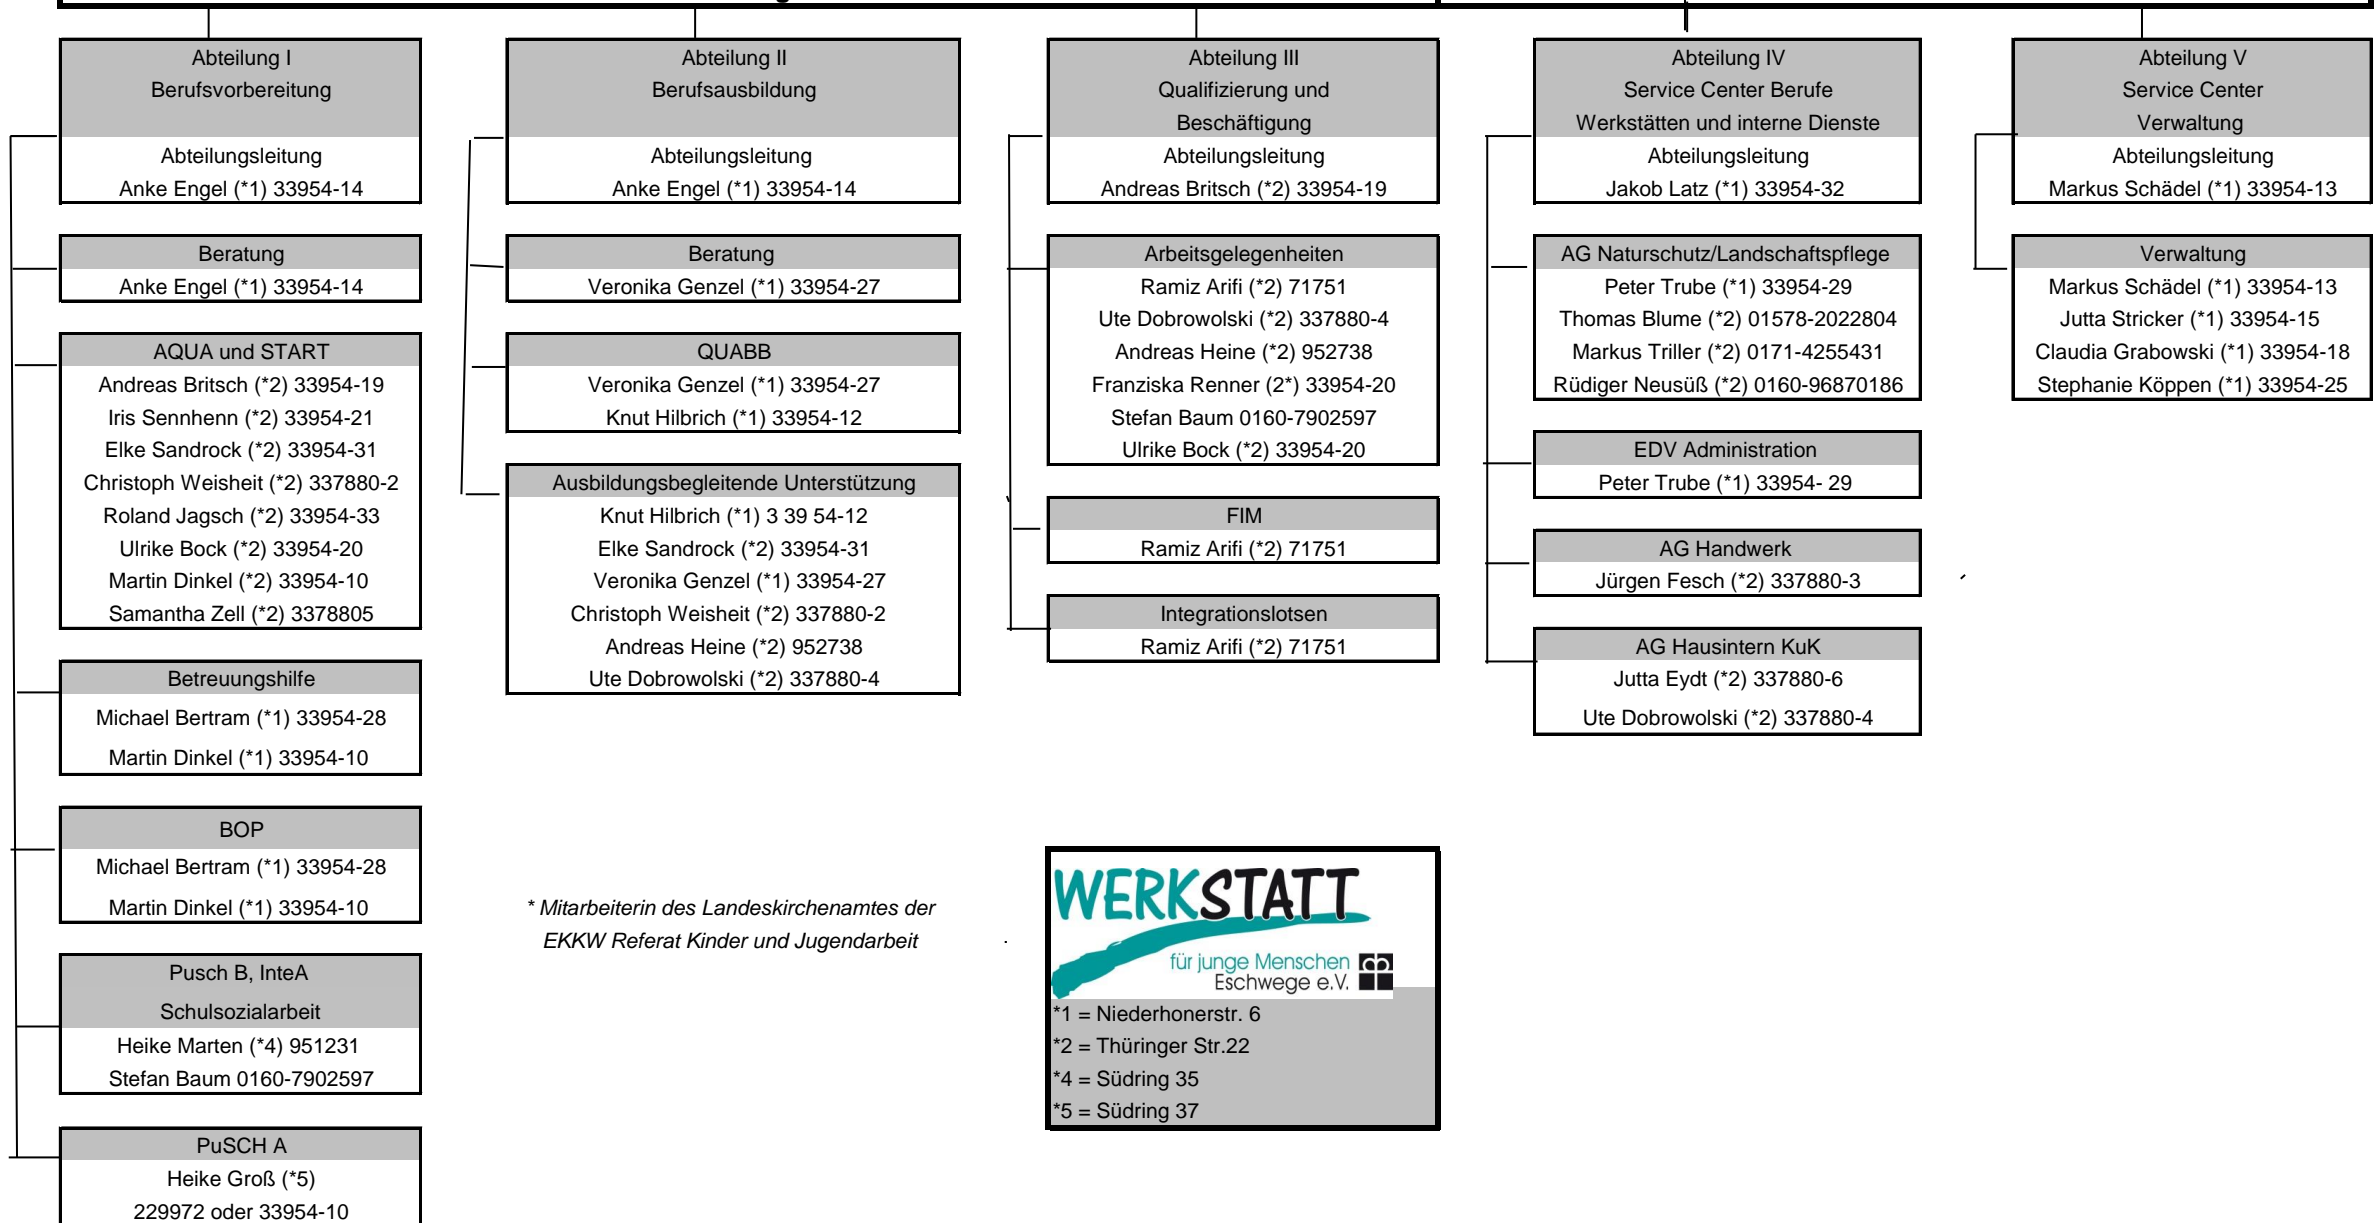 Abteilung I
Berufsvorbereitung
Abteilungsleitung
Anke Engel (*1) 33954-14
Beratung
Anke Engel (*1) 33954-14
AQUA und START
Andreas Britsch (*2) 33954-19
Iris Sennhenn (*2) 33954-21
Elke Sandrock (*2) 33954-31
Christoph Weisheit (*2) 337880-2
Roland Jagsch (*2) 33954-33
Ulrike Bock (*2) 33954-20
Martin Dinkel (*2) 33954-10
Samantha Zell (*2) 3378805
Betreuungshilfe
Michael Bertram (*1) 33954-28
Martin Dinkel (*1) 33954-10
BOP
Michael Bertram (*1) 33954-28
Martin Dinkel (*1) 33954-10
Pusch B, InteA
Schulsozialarbeit
Heike Marten (*4) 951231
Stefan Baum 0160-7902597
PuSCH A
Heike Groß (*5)
229972 oder 33954-10
Abteilung II
Berufsausbildung
Abteilungsleitung
Anke Engel (*1) 33954-14
Beratung
Veronika Genzel (*1) 33954-27
QUABB
Veronika Genzel (*1) 33954-27
Knut Hilbrich (*1) 33954-12
Ausbildungsbegleitende Unterstützung
Knut Hilbrich (*1) 3 39 54-12
Elke Sandrock (*2) 33954-31
Veronika Genzel (*1) 33954-27
Christoph Weisheit (*2) 337880-2
Andreas Heine (*2) 952738
Ute Dobrowolski (*2) 337880-4
* Mitarbeiterin des Landeskirchenamtes der
EKKW Referat Kinder und Jugendarbeit
Abteilung III
Qualifizierung und
Beschäftigung
Abteilungsleitung
Andreas Britsch (*2) 33954-19
Arbeitsgelegenheiten
Ramiz Arifi (*2) 71751
Ute Dobrowolski (*2) 337880-4
Andreas Heine (*2) 952738
Franziska Renner (2*) 33954-20
Stefan Baum 0160-7902597
Ulrike Bock (*2) 33954-20
FIM
Ramiz Arifi (*2) 71751
Integrationslotsen
Ramiz Arifi (*2) 71751
WERKSTATT
für junge Menschen
Eschwege e.V.
*1 = Niederhonerstr. 6
*2 = Thüringer Str.22
*4 = Südring 35
*5 = Südring 37
Abteilung IV
Service Center Berufe
Werkstätten und interne Dienste
Abteilungsleitung
Jakob Latz (*1) 33954-32
AG Naturschutz/Landschaftspflege
Peter Trube (*1) 33954-29
Thomas Blume (*2) 01578-2022804
Markus Triller (*2) 0171-4255431
Rüdiger Neusüß (*2) 0160-96870186
EDV Administration
Peter Trube (*1) 33954- 29
AG Handwerk
Jürgen Fesch (*2) 337880-3
AG Hausintern KuK
Jutta Eydt (*2) 337880-6
Ute Dobrowolski (*2) 337880-4
Abteilung V
Service Center
Verwaltung
Abteilungsleitung
Markus Schädel (*1) 33954-13
Verwaltung
Markus Schädel (*1) 33954-13
Jutta Stricker (*1) 33954-15
Claudia Grabowski (*1) 33954-18
Stephanie Köppen (*1) 33954-25